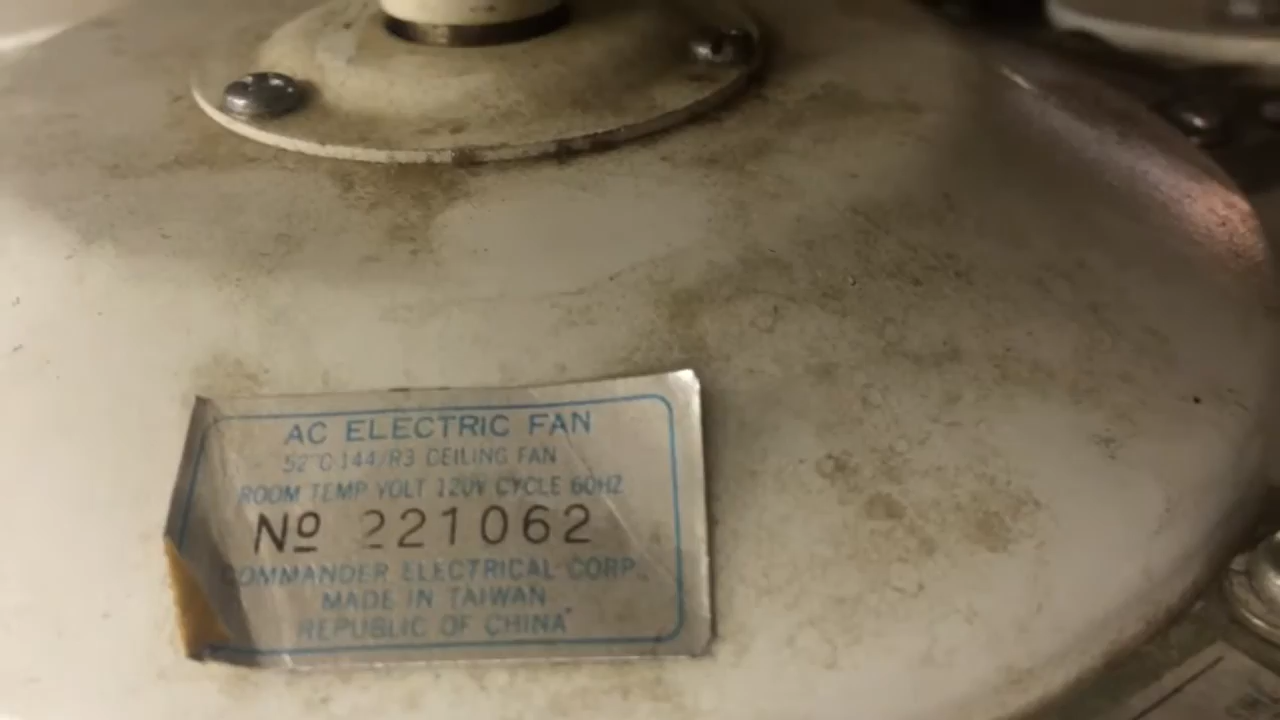 AC ELECTRIC FAN
52"C-144/R3 CEILING FAN
ROOM TEMP VOLT 120V CYCLE 60HZ
Nº 221062
COMMANDER ELECTRICAL CORP.
MADE IN TAIWAN
REPUBLIC OF CHINA